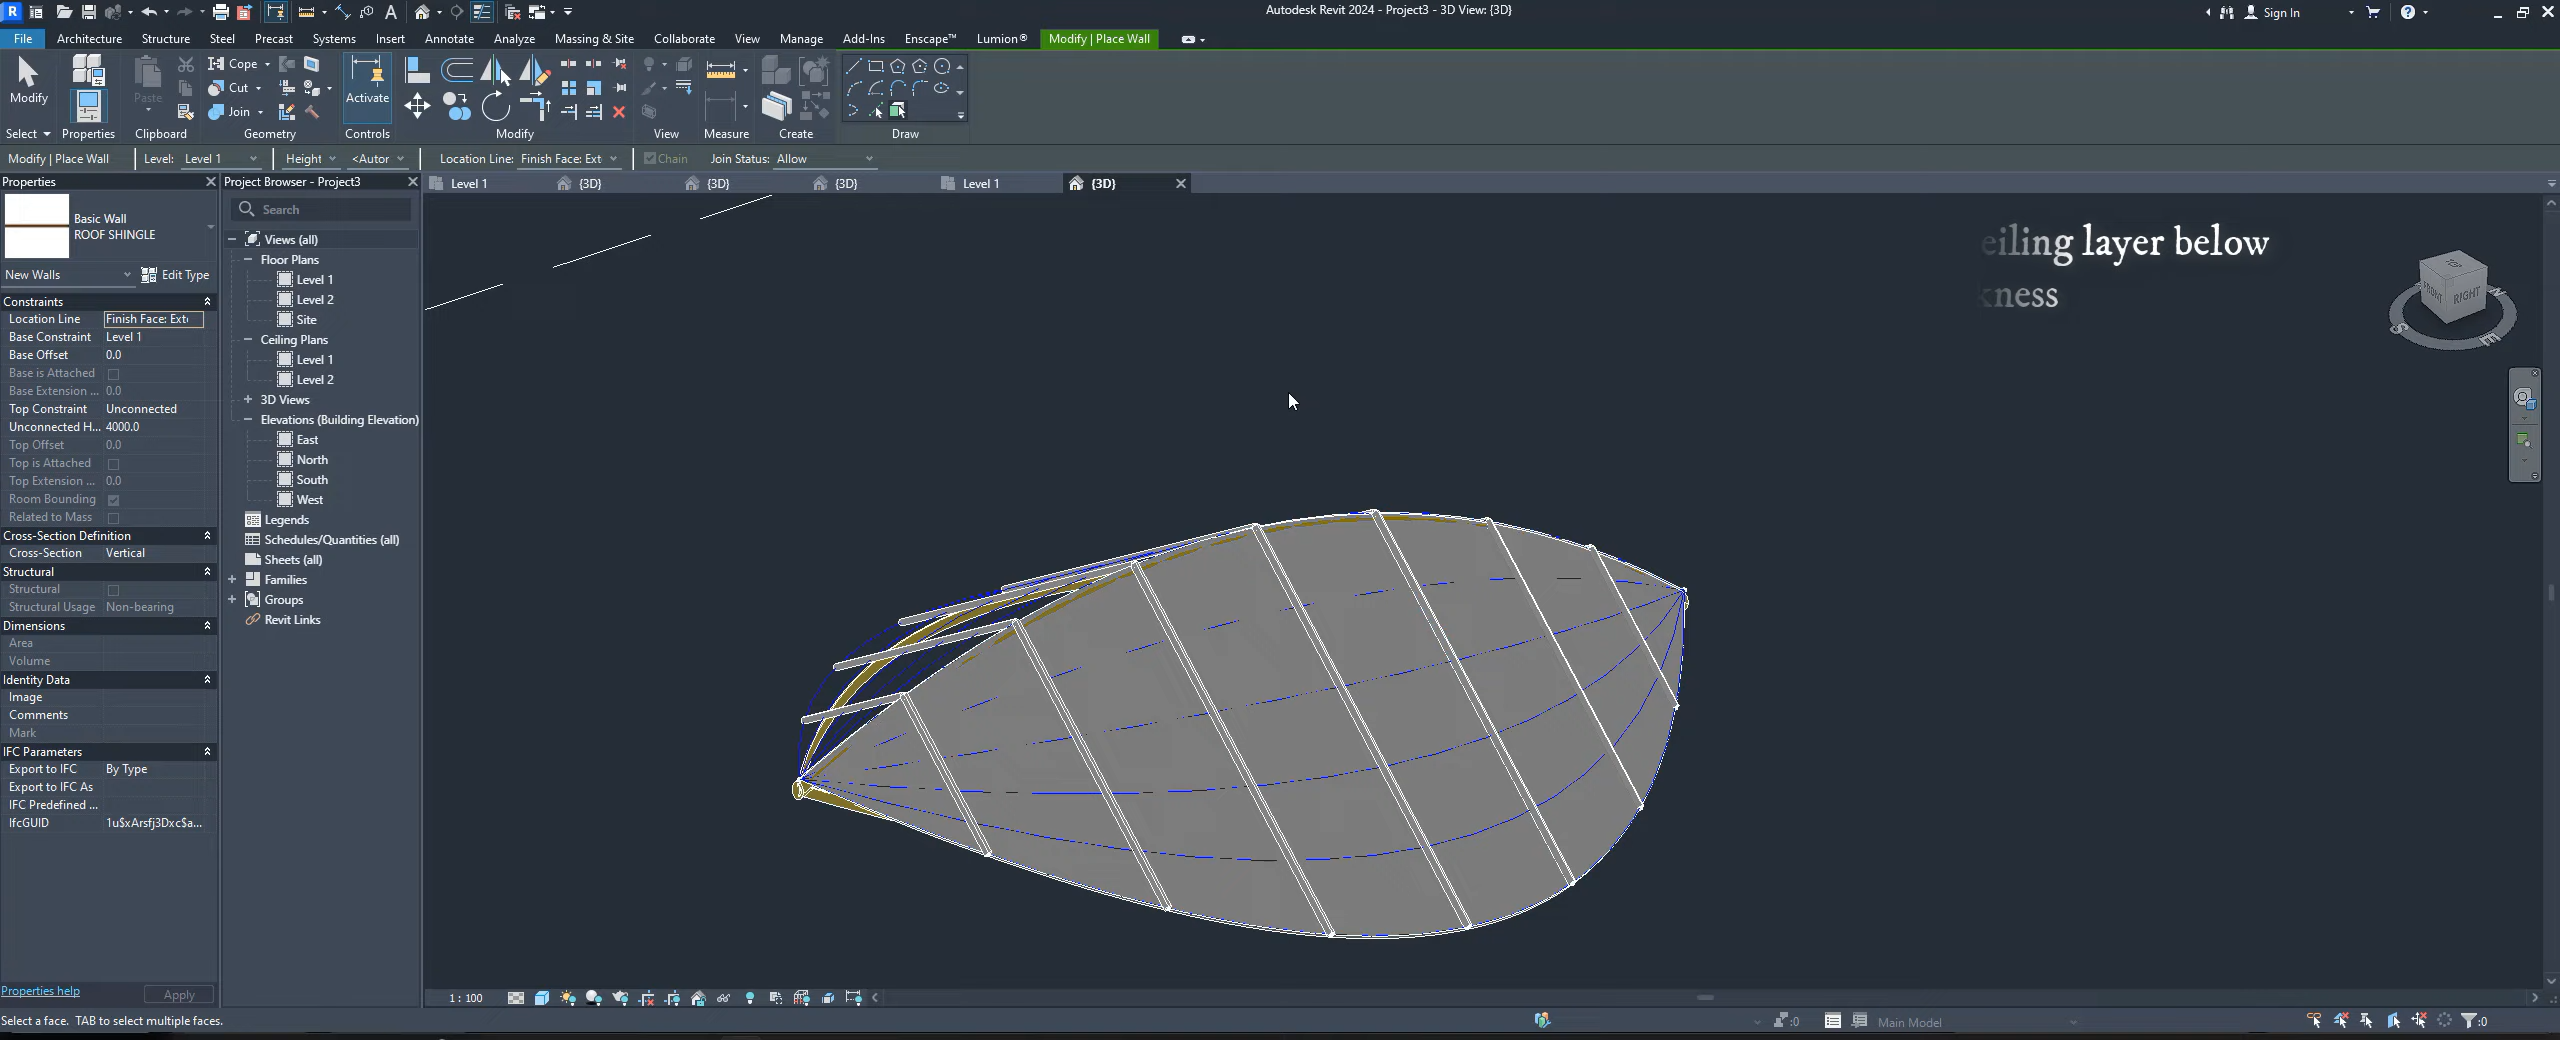 R
Autodesk Revit 2024 - Project3 - 3D View: {3D}
Sign In
File Architecture Structure Steel Precast Systems Insert Annotate Analyze Massing & Site Collaborate View Manage Add-Ins Enscape™ Lumion® Modify | Place Wall
Modify
Paste
Cope
Cut
Join
Activate
Select Properties Clipboard Geometry Controls Modify View Measure Create Draw
Modify | Place Wall Level: Level 1 Height <Autor Location Line: Finish Face: Ext Chain Join Status: Allow
Properties
Basic Wall
ROOF SHINGLE
New Walls Edit Type
Constraints
Location Line Finish Face: Ext
Base Constraint Level 1
Base Offset 0.0
Base is Attached
Base Extension ... 0.0
Top Constraint Unconnected
Unconnected H... 4000.0
Top Offset 0.0
Top is Attached
Top Extension ... 0.0
Room Bounding
Related to Mass
Cross-Section Definition
Cross-Section Vertical
Structural
Structural
Structural Usage Non-bearing
Dimensions
Area
Volume
Identity Data
Image
Comments
Mark
IFC Parameters
Export to IFC By Type
Export to IFC As
IFC Predefined ...
IfcGUID 1u$xArsfj3Dxc$a...
Properties help Apply
Project Browser - Project3
Search
Views (all)
Floor Plans
Level 1
Level 2
Site
Ceiling Plans
Level 1
Level 2
3D Views
Elevations (Building Elevation)
East
North
South
West
Legends
Schedules/Quantities (all)
Sheets (all)
Families
Groups
Revit Links
Level 1 {3D} {3D} {3D} Level 1 {3D}
eiling layer below
kness
TOP
FRONT
RIGHT
S
E
N
1 : 100
Select a face. TAB to select multiple faces.
:0
Main Model
:0